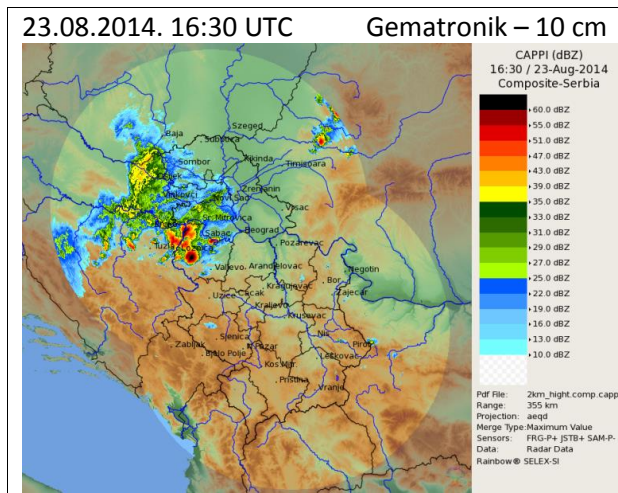 23.08.2014. 16:30 UTC Gematronik – 10 cm
CAPPI (dBZ)
16:30 / 23-Aug-2014
Composite-Serbia
60.0 dBZ
55.0 dBZ
51.0 dBZ
47.0 dBZ
43.0 dBZ
39.0 dBZ
35.0 dBZ
33.0 dBZ
31.0 dBZ
29.0 dBZ
27.0 dBZ
25.0 dBZ
22.0 dBZ
19.0 dBZ
16.0 dBZ
13.0 dBZ
10.0 dBZ
Pdf File: 2km_hight.comp.capp
Range: 355 km
Projection: aeqd
Merge Type: Maximum Value
Sensors: FRG-P+ JSTB+ SAM-P-
Data: Radar Data
Rainbow® SELEX-SI
Szeged
Baja
Subotica
Sombor
Kikinda
Timisoara
Zrenjanin
Novi Sad
Vrsac
Sr. Mitrovica
Sabac
Beograd
Pozarevac
Tuzla
Loznica
Valjevo
Arandjelovac
Negotin
Bor
Kragujevac
Zajecar
Uzice
Cacak
Kraljevo
Krusevac
Nis
Pirot
Sjenica
Zabljak
N Pazar
Bijelo Polje
Leskovac
Kos Mitr.
Pristina
Vranje